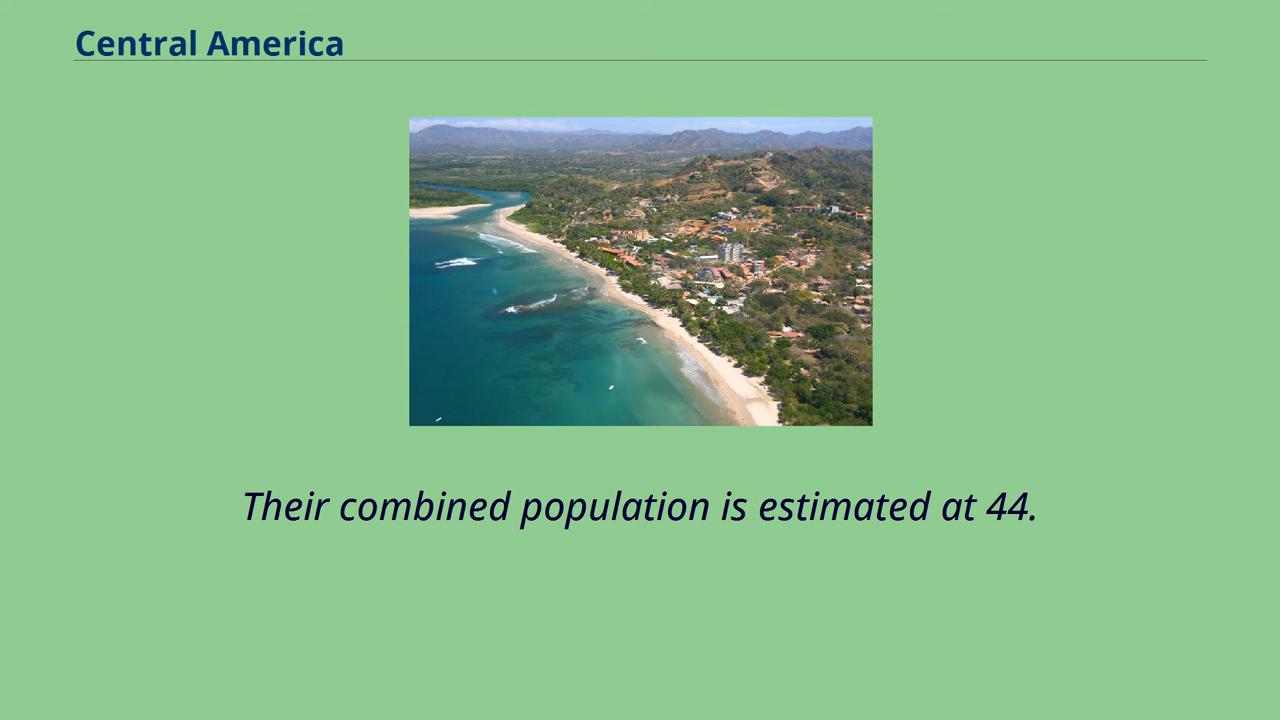 Central America
Their combined population is estimated at 44.